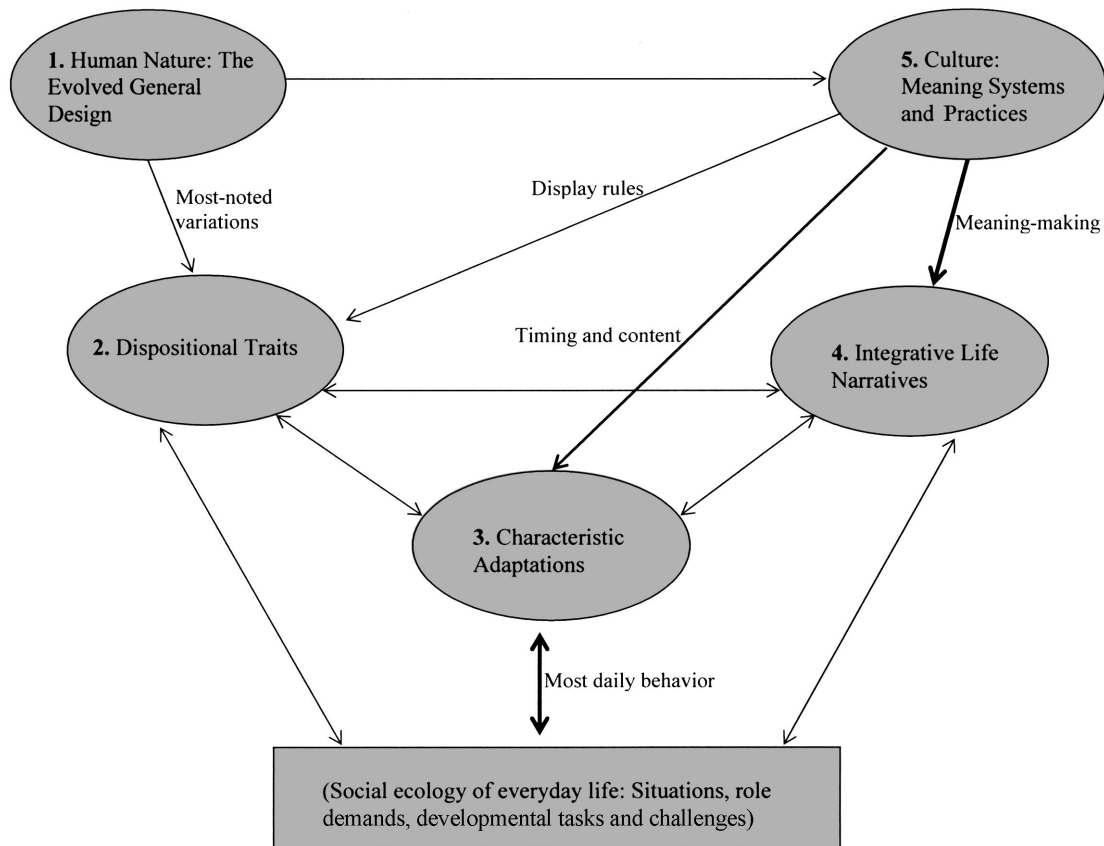 1. Human Nature: The
Evolved General
Design
5. Culture:
Meaning Systems
and Practices
Most-noted
variations
Display rules
Meaning-making
Timing and content
2. Dispositional Traits
4. Integrative Life
Narratives
3. Characteristic
Adaptations
Most daily behavior
(Social ecology of everyday life: Situations, role
demands, developmental tasks and challenges)